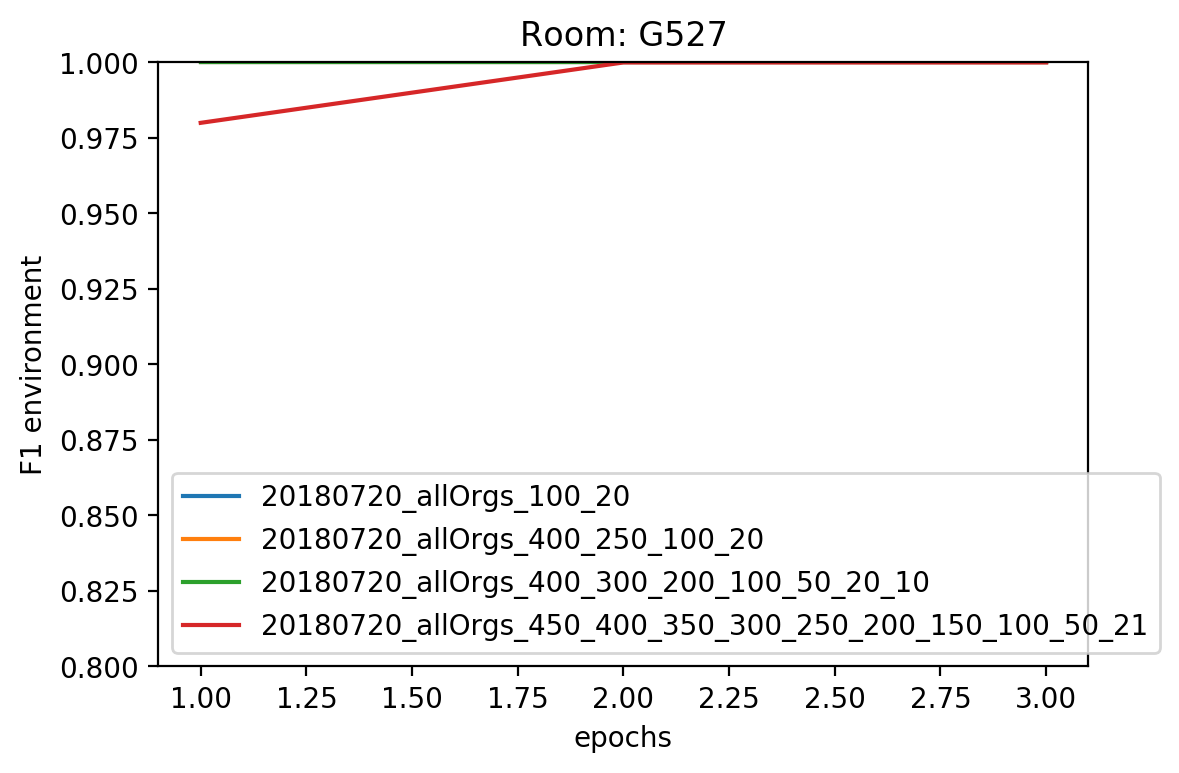 Room: G527
1.000
0.975
0.950
0.925
0.900
0.875
0.850
0.825
0.800
F1 environment
20180720_allOrgs_100_20
20180720_allOrgs_400_250_100_20
20180720_allOrgs_400_300_200_100_50_20_10
20180720_allOrgs_450_400_350_300_250_200_150_100_50_21
1.00 1.25 1.50 1.75 2.00 2.25 2.50 2.75 3.00
epochs